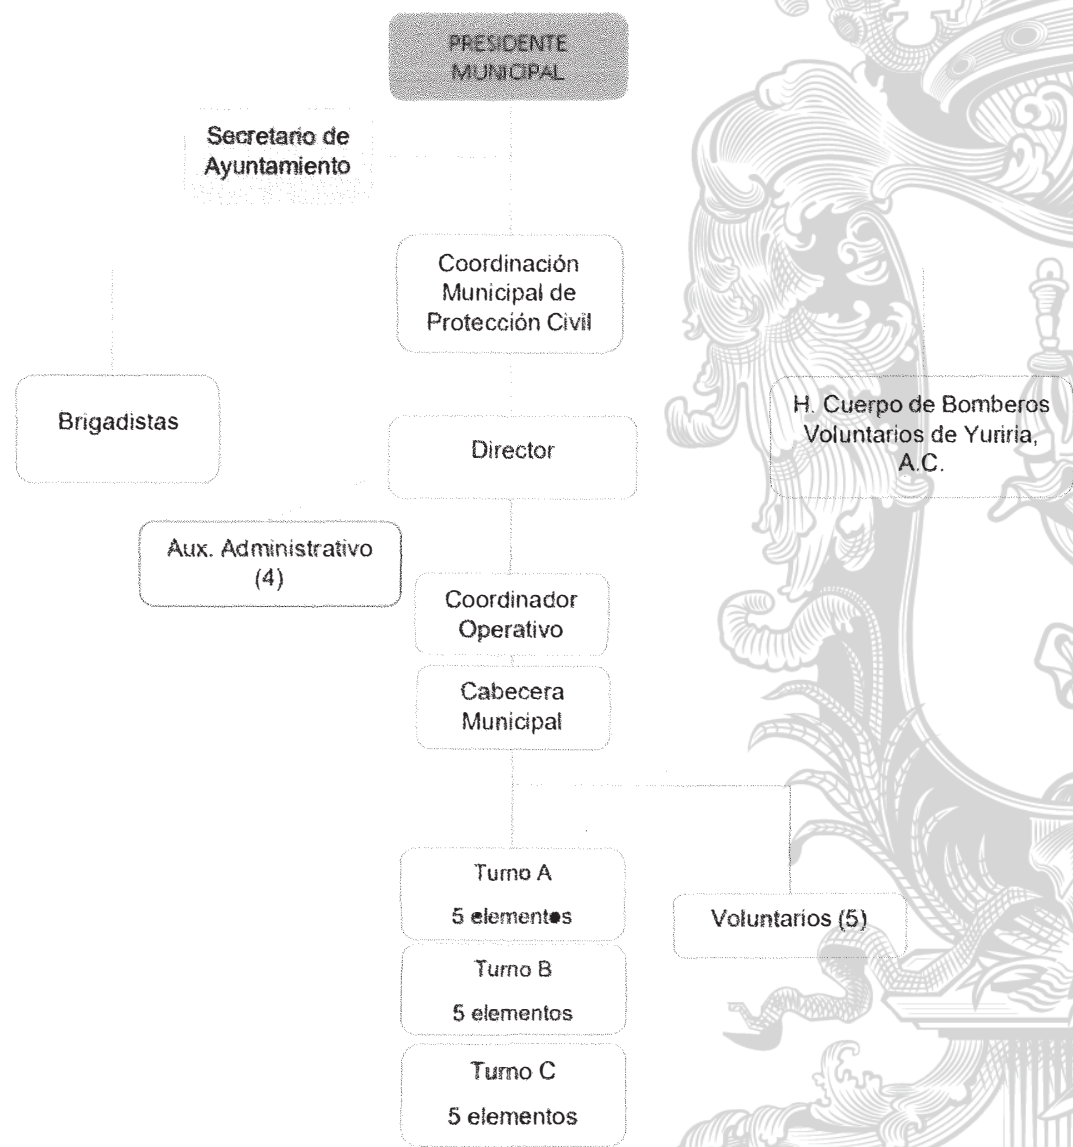 PRESIDENTE
MUNICIPAL
Secretario de
Ayuntamiento
Coordinación
Municipal de
Protección Civil
Brigadistas
Director
H. Cuerpo de Bomberos
Voluntarios de Yuriria,
A.C.
Aux. Administrativo
(4)
Coordinador
Operativo
Cabecera
Municipal
Turno A
5 elementos
Voluntarios (5)
Turno B
5 elementos
Turno C
5 elementos